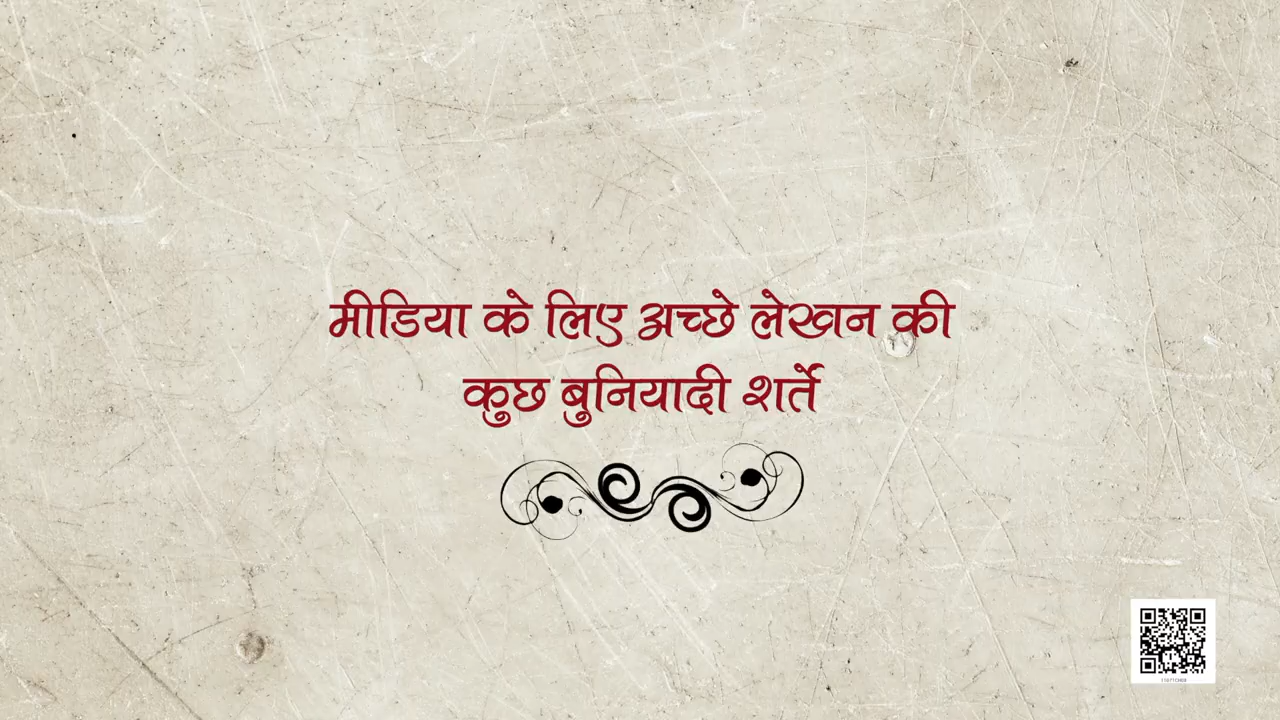 मीडिया के लिए अच्छे लेखन की
कुछ बुनियादी शर्ते